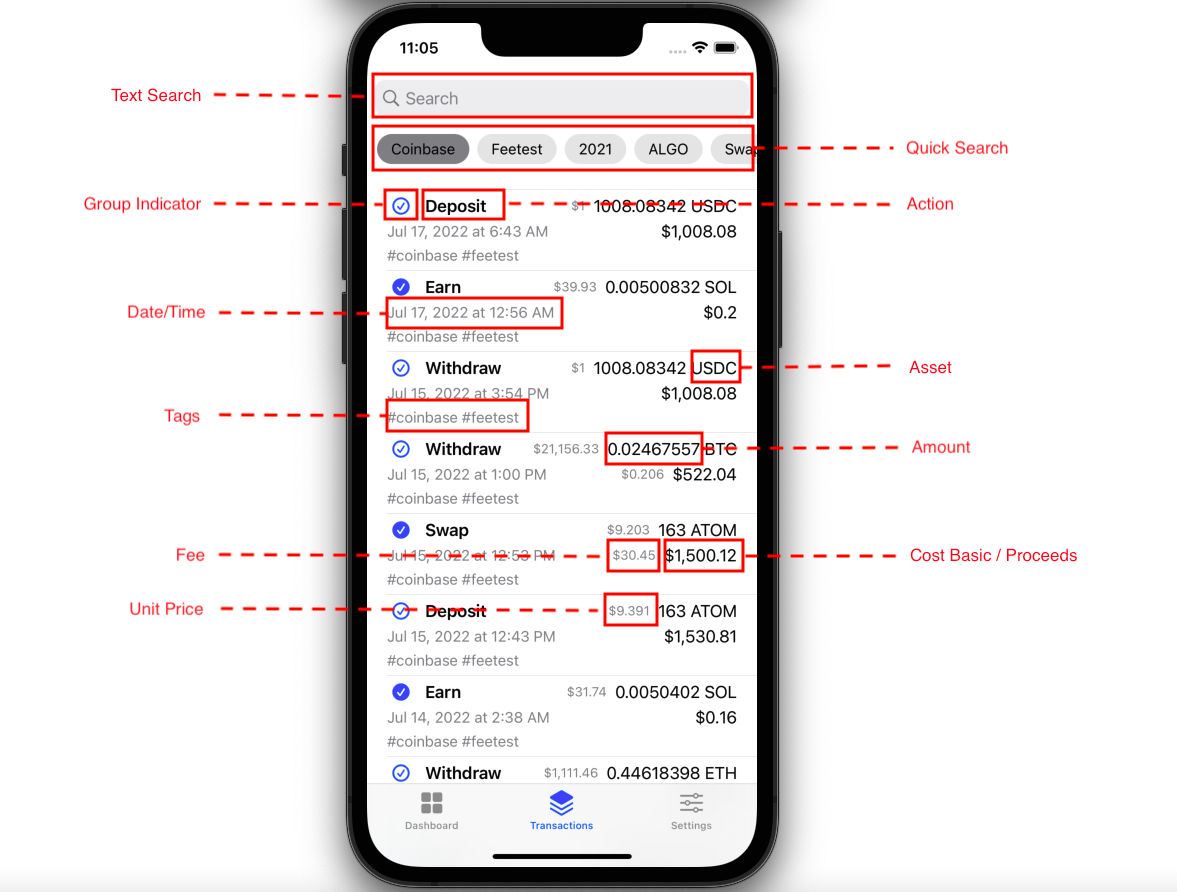 11:05
Text Search
Search
Coinbase Feetest 2021 ALGO Swap
Quick Search
Group Indicator
Deposit $1 1008.08342 USDC
Action
Jul 17, 2022 at 6:43 AM $1,008.08
#coinbase #feetest
Earn $39.93 0.00500832 SOL
Date/Time
Jul 17, 2022 at 12:56 AM $0.2
#coinbase #feetest
Withdraw $1 1008.08342 USDC
Asset
Jul 15, 2022 at 3:54 PM $1,008.08
Tags
#coinbase #feetest
Withdraw $21,156.33 0.02467557 BTC
Amount
Jul 15, 2022 at 1:00 PM $0.206 $522.04
#coinbase #feetest
Swap $9.203 163 ATOM
Fee
Jul 15, 2022 at 12:53 PM $30.45 $1,500.12
Cost Basic / Proceeds
#coinbase #feetest
Unit Price
Deposit $9.391 163 ATOM
Jul 15, 2022 at 12:43 PM $1,530.81
#coinbase #feetest
Earn $31.74 0.0050402 SOL
Jul 14, 2022 at 2:38 AM $0.16
#coinbase #feetest
Withdraw $1,111.46 0.44618398 ETH
Dashboard Transactions Settings